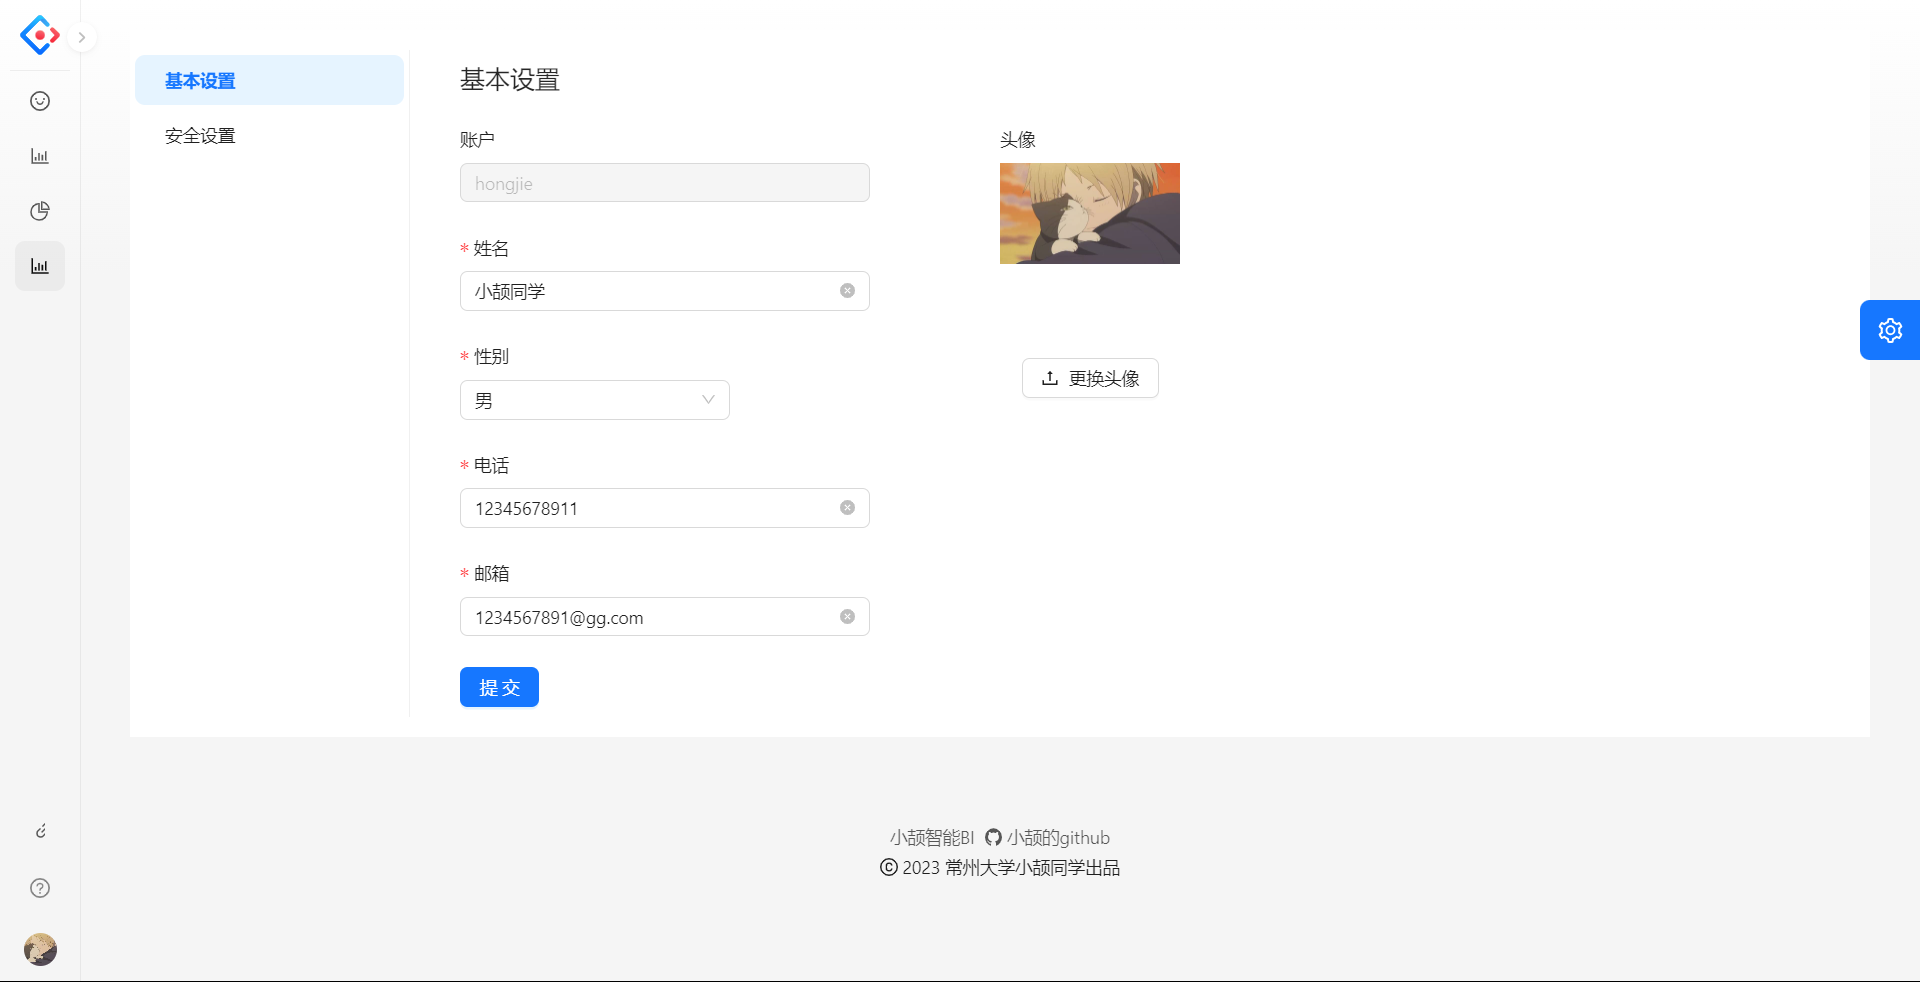 基本设置
安全设置
基本设置
账户
hongjie
* 姓名
小颉同学
* 性别
男
* 电话
12345678911
* 邮箱
1234567891@gg.com
提 交
头像
更换头像
小颉智能BI 小颉的github
© 2023 常州大学小颉同学出品